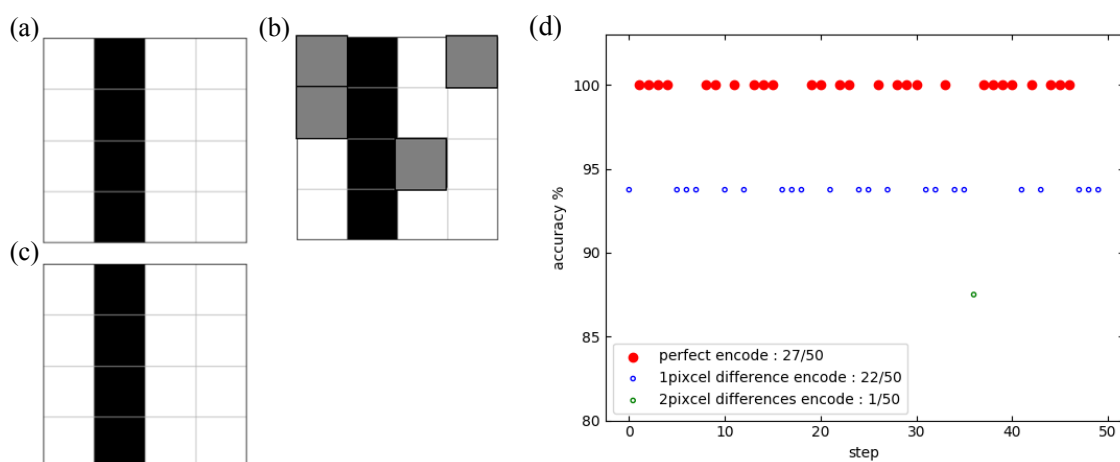 (a)
(b)
(c)
(d)
100
95
90
85
80
accuracy %
perfect encode : 27/50
1pixcel difference encode : 22/50
2pixcel differences encode : 1/50
0
10
20
30
40
50
step